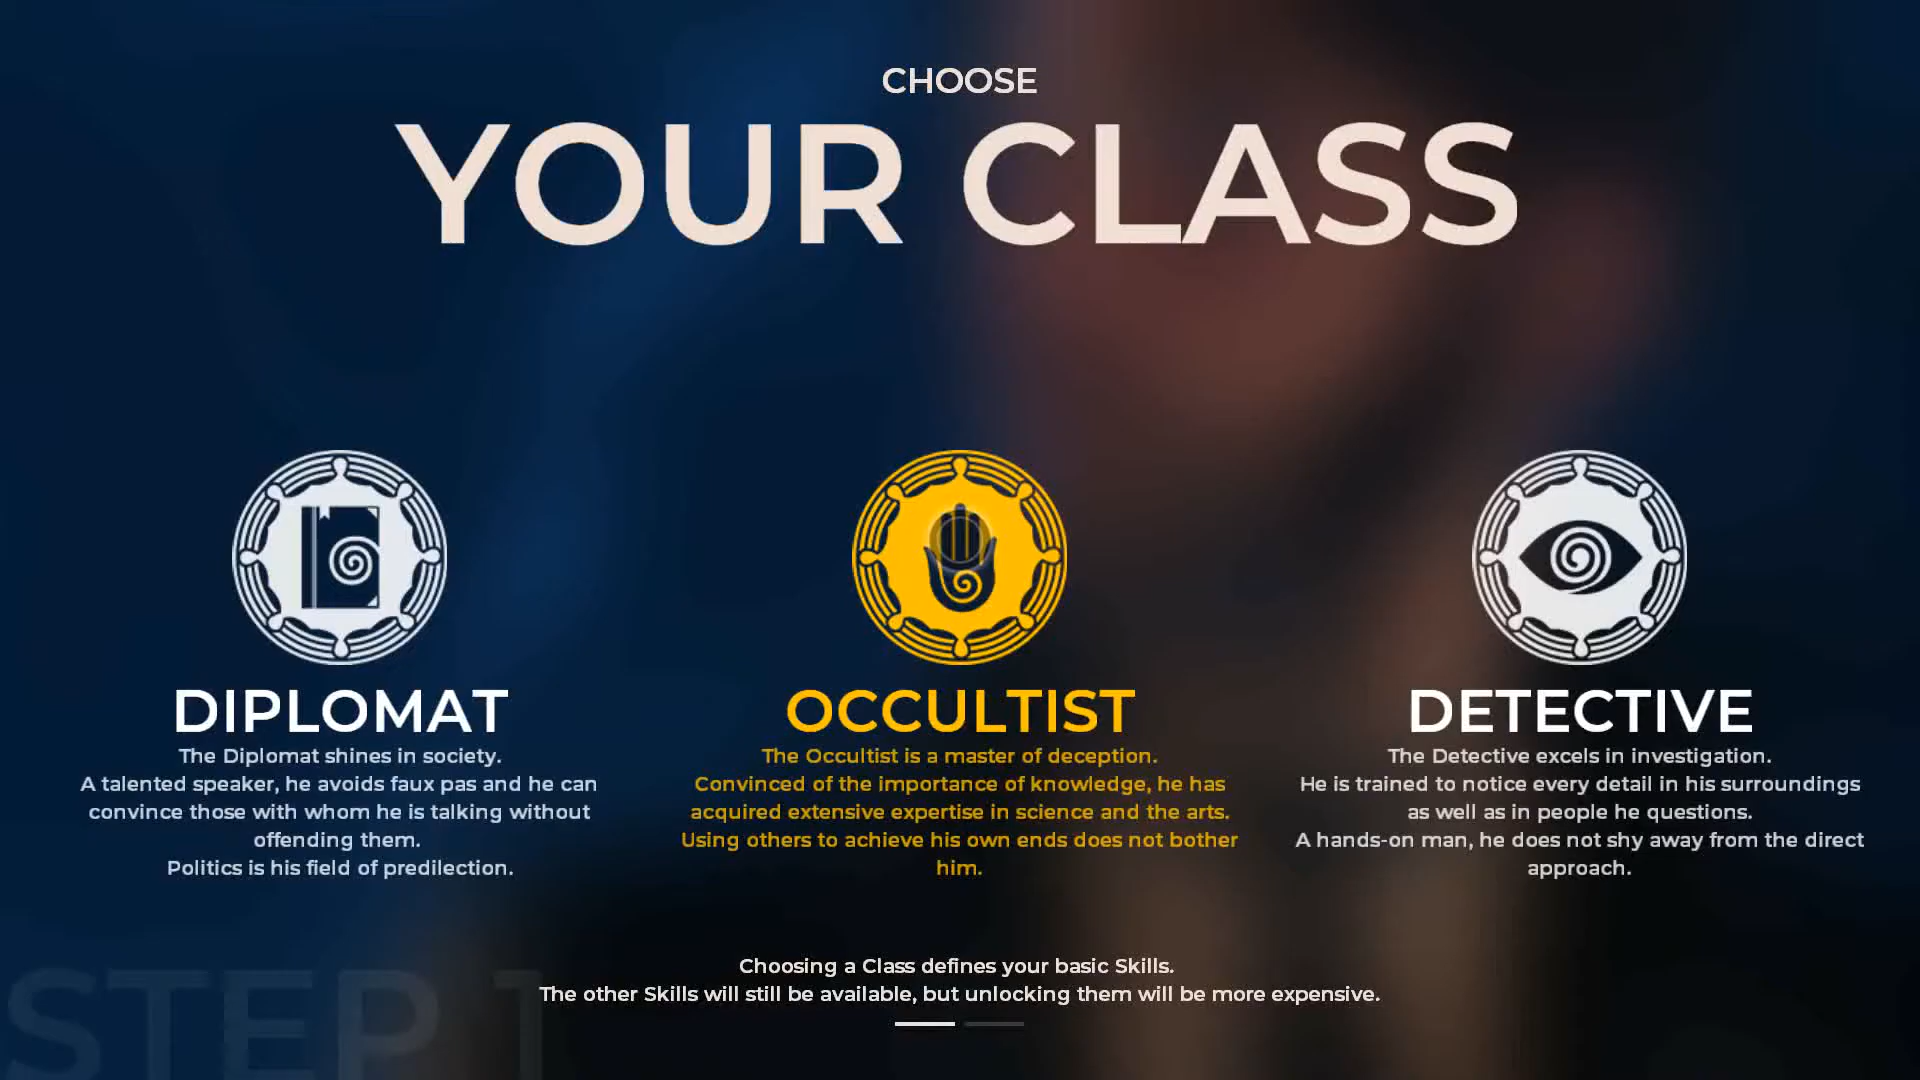 CHOOSE
YOUR CLASS
DIPLOMAT
The Diplomat shines in society.
A talented speaker, he avoids faux pas and he can
convince those with whom he is talking without
offending them.
Politics is his field of predilection.
OCCULTIST
The Occultist is a master of deception.
Convinced of the importance of knowledge, he has
acquired extensive expertise in science and the arts.
Using others to achieve his own ends does not bother
him.
DETECTIVE
The Detective excels in investigation.
He is trained to notice every detail in his surroundings
as well as in people he questions.
A hands-on man, he does not shy away from the direct
approach.
Choosing a Class defines your basic Skills.
The other Skills will still be available, but unlocking them will be more expensive.
STEP 1